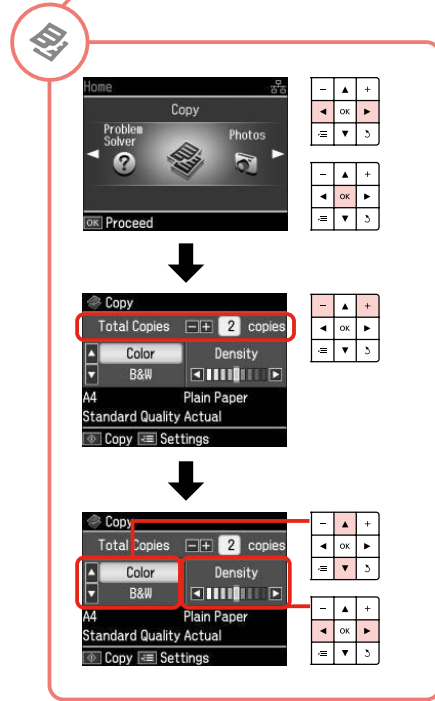 Home
Copy
Problem Solver
Photos
OK Proceed
- +
OK
- +
OK
Copy
Total Copies - + 2 copies
Color Density
B&W
A4 Plain Paper
Standard Quality Actual
Copy Settings
- +
OK
Copy
Total Copies - + 2 copies
Color Density
B&W
A4 Plain Paper
Standard Quality Actual
Copy Settings
- +
OK
- +
OK